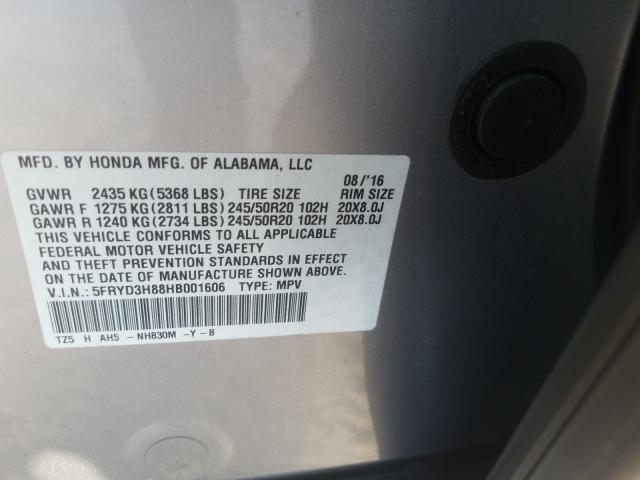 MFD. BY HONDA MFG. OF ALABAMA, LLC
08/'16
GVWR 2435 KG (5368 LBS) TIRE SIZE RIM SIZE
GAWR F 1275 KG (2811 LBS) 245/50R20 102H 20X8.0J
GAWR R 1240 KG (2734 LBS) 245/50R20 102H 20X8.0J
THIS VEHICLE CONFORMS TO ALL APPLICABLE
FEDERAL MOTOR VEHICLE SAFETY
AND THEFT PREVENTION STANDARDS IN EFFECT
ON THE DATE OF MANUFACTURE SHOWN ABOVE.
V.I.N.: 5FRYD3H88HB001606 TYPE: MPV
TZ5 H AH5 -NH830M -Y-B